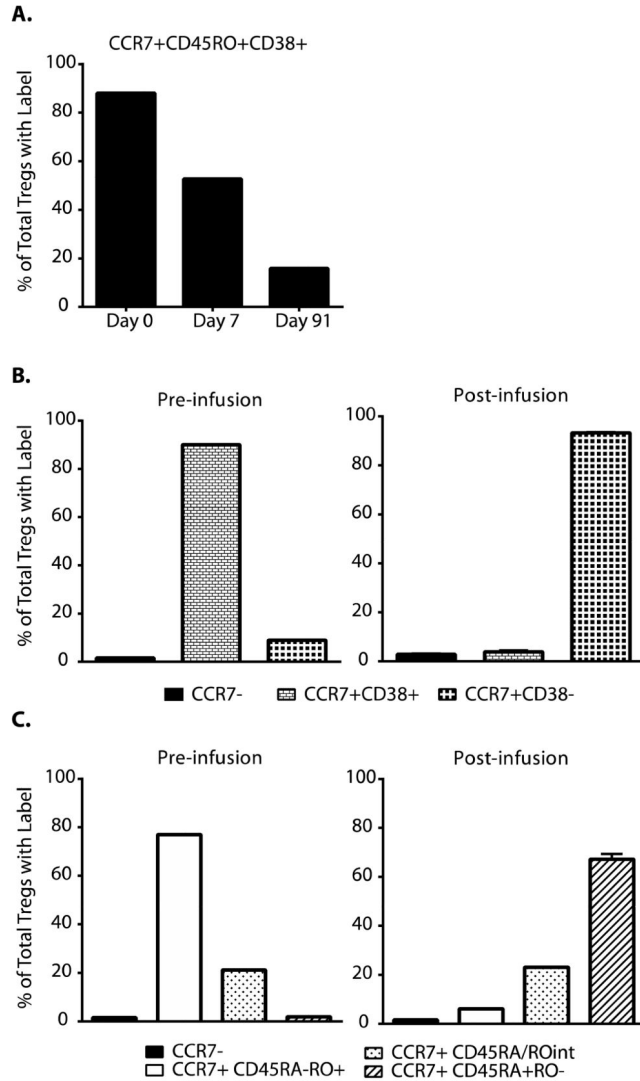 A.
CCR7+CD45RO+CD38+
% of Total Tregs with Label
100
80
60
40
20
0
Day 0 Day 7 Day 91
B.
Pre-infusion
% of Total Tregs with Label
100
80
60
40
20
0
Post-infusion
100
80
60
40
20
0
CCR7- CCR7+CD38+ CCR7+CD38-
C.
Pre-infusion
% of Total Tregs with Label
100
80
60
40
20
0
Post-infusion
100
80
60
40
20
0
CCR7- CCR7+ CD45RA/ROint
CCR7+ CD45RA-RO+ CCR7+ CD45RA+RO-